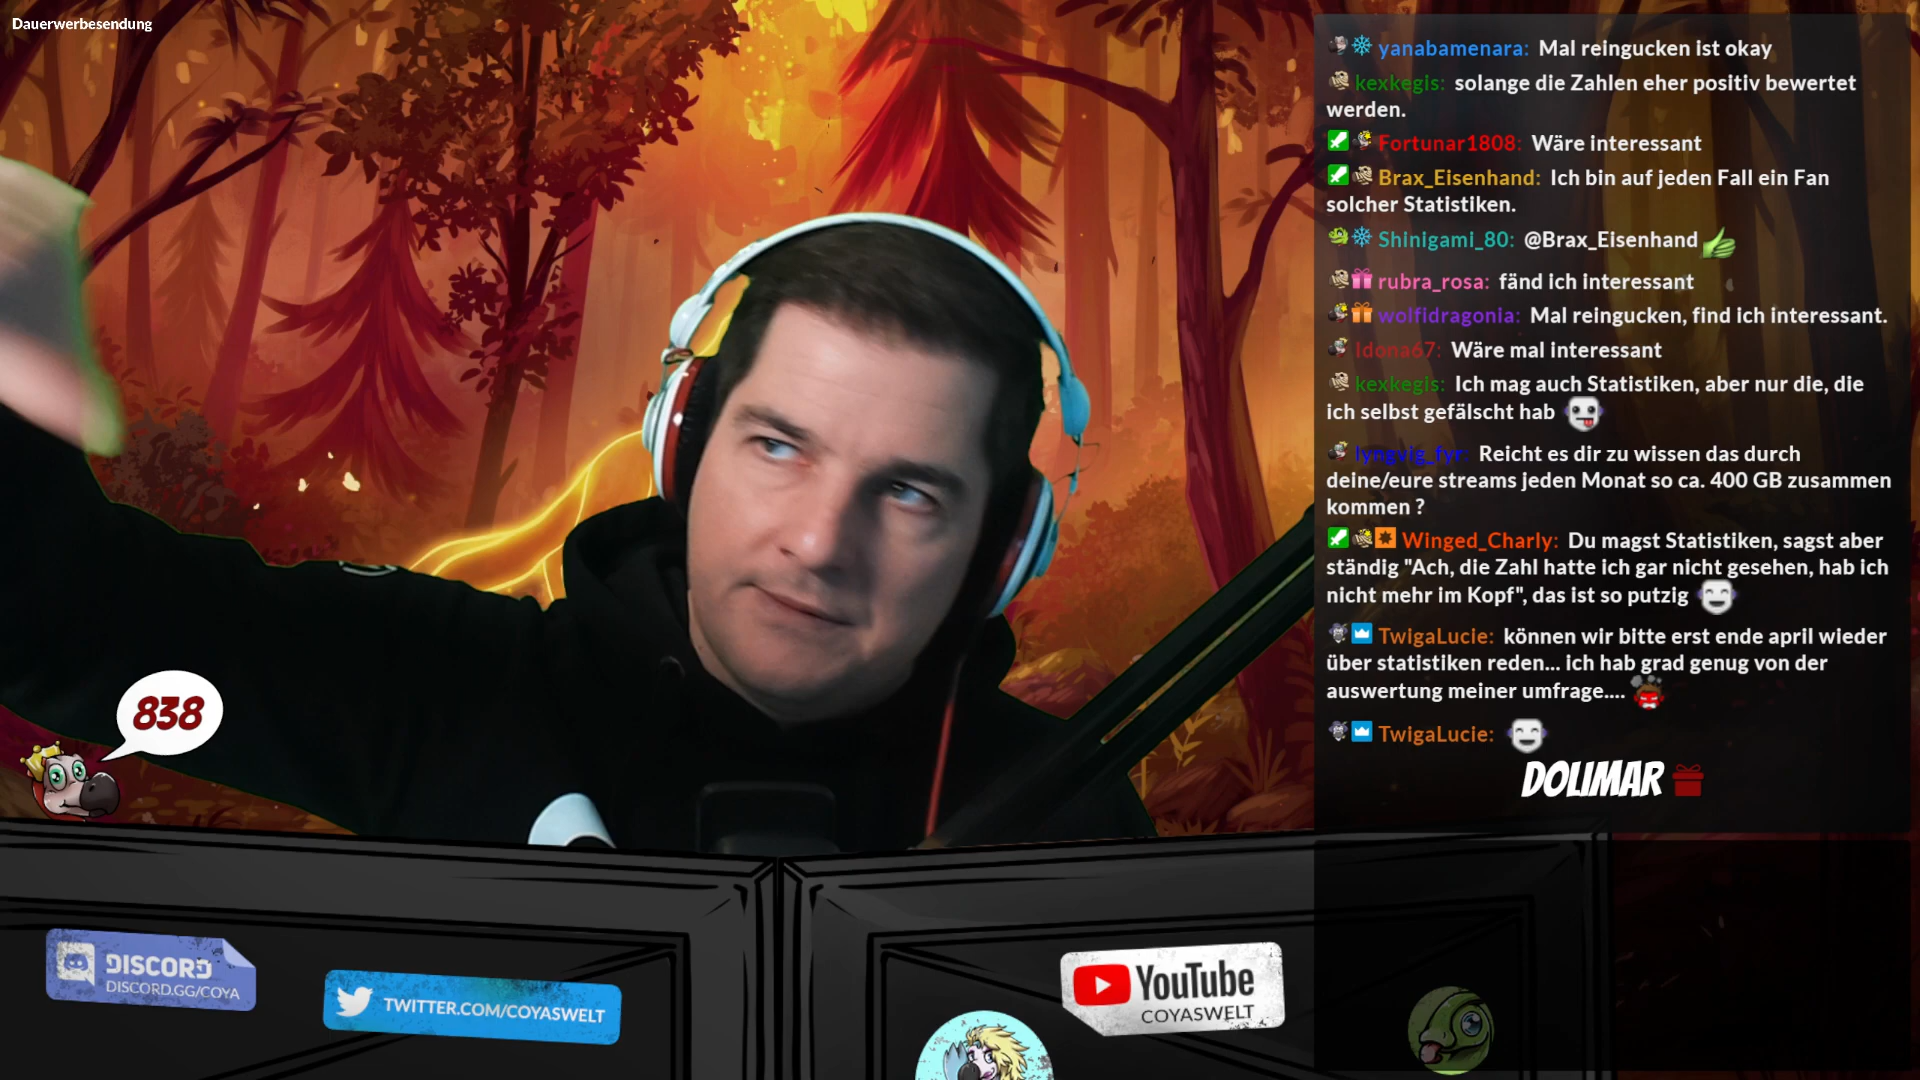 Dauerwerbesendung
yanabamenara: Mal reingucken ist okay
kexkegis: solange die Zahlen eher positiv bewertet
werden.
Fortunar1808: Wäre interessant
Brax_Eisenhand: Ich bin auf jeden Fall ein Fan
solcher Statistiken.
Shinigami_80: @Brax_Eisenhand
rubra_rosa: fänd ich interessant
wolfidragonia: Mal reingucken, find ich interessant.
Idona67: Wäre mal interessant
kexkegis: Ich mag auch Statistiken, aber nur die, die
ich selbst gefälscht hab
lyngvig_fyr: Reicht es dir zu wissen das durch
deine/eure streams jeden Monat so ca. 400 GB zusammen
kommen ?
Winged_Charly: Du magst Statistiken, sagst aber
ständig "Ach, die Zahl hatte ich gar nicht gesehen, hab ich
nicht mehr im Kopf", das ist so putzig
TwigaLucie: können wir bitte erst ende april wieder
über statistiken reden... ich hab grad genug von der
auswertung meiner umfrage....
TwigaLucie:
DOLIMAR
838
DISCORD
DISCORD.GG/COYA
TWITTER.COM/COYASWELT
YouTube
COYASWELT